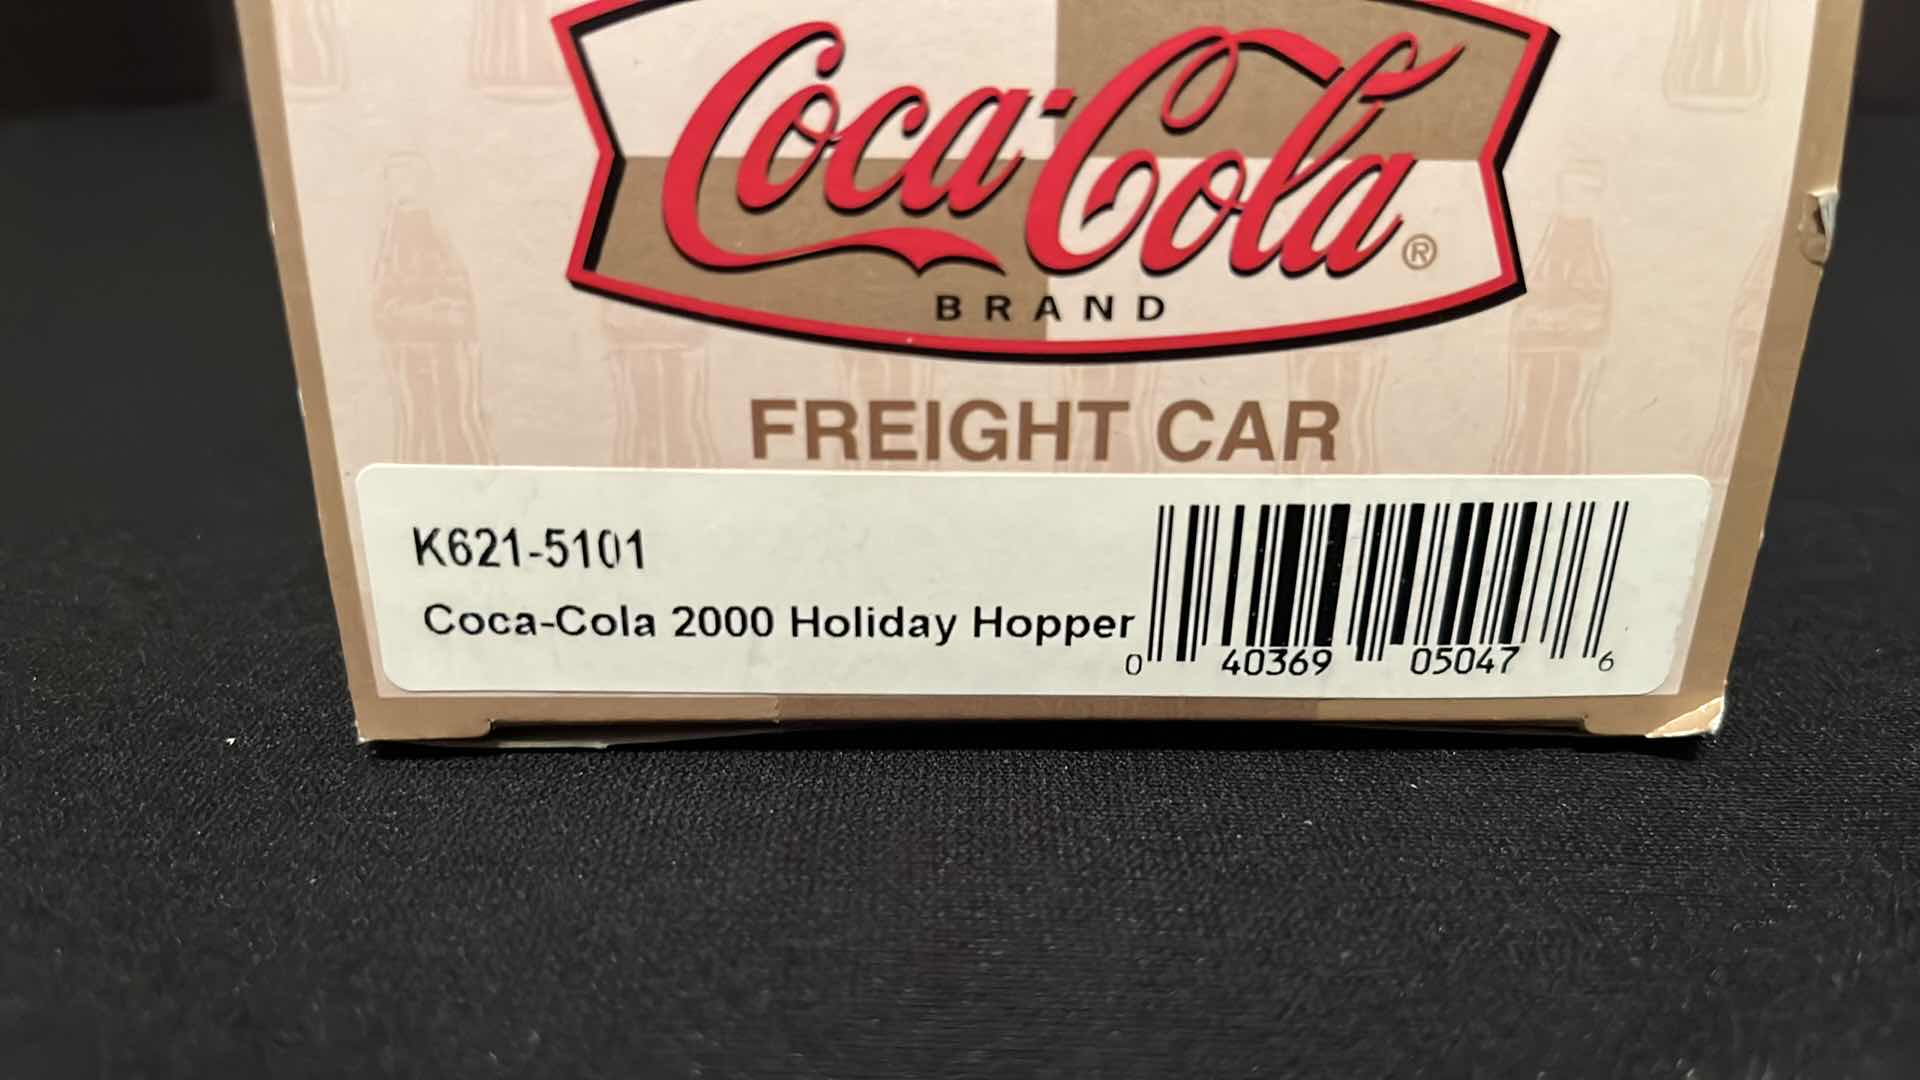 Coca-Cola®
BRAND
FREIGHT CAR
K621-5101
Coca-Cola 2000 Holiday Hopper
0 40369 05047 6